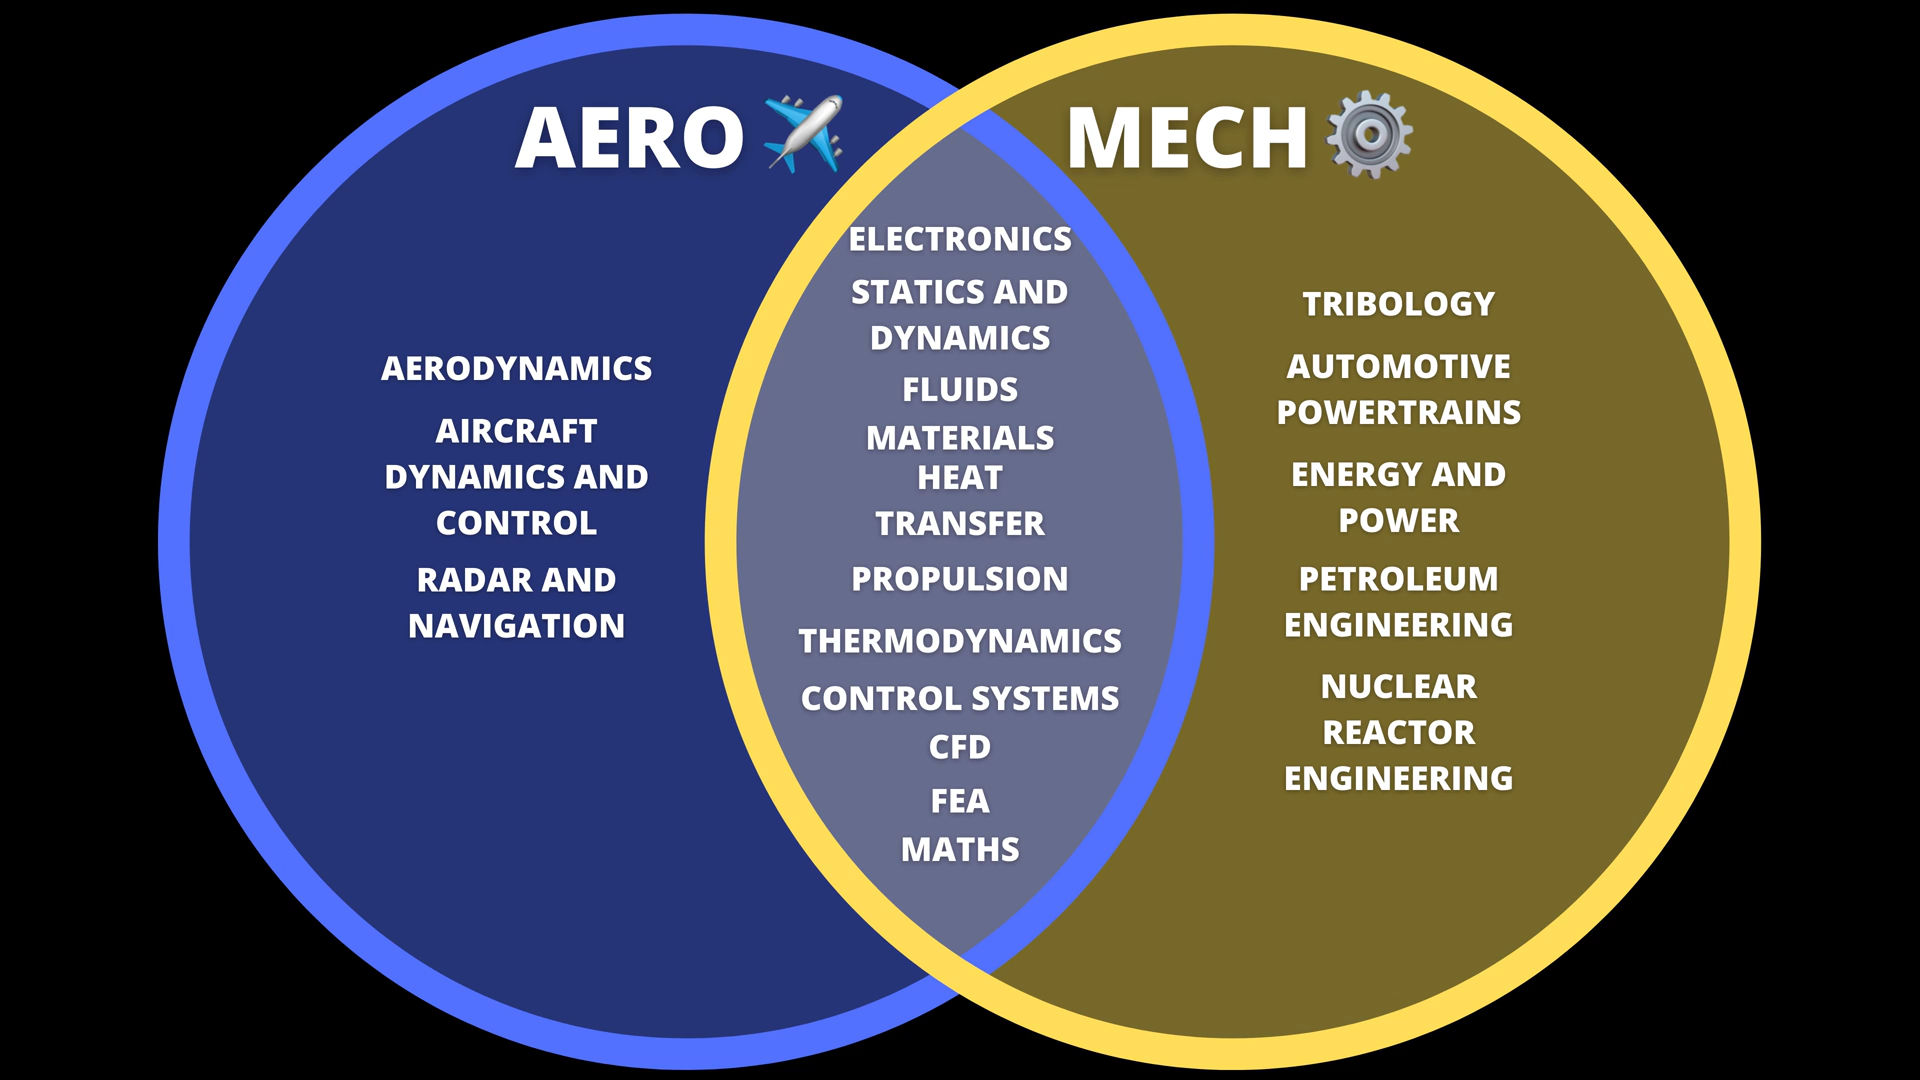 AERO
MECH
AERODYNAMICS
AIRCRAFT
DYNAMICS AND
CONTROL
RADAR AND
NAVIGATION
ELECTRONICS
STATICS AND
DYNAMICS
FLUIDS
MATERIALS
HEAT
TRANSFER
PROPULSION
THERMODYNAMICS
CONTROL SYSTEMS
CFD
FEA
MATHS
TRIBOLOGY
AUTOMOTIVE
POWERTRAINS
ENERGY AND
POWER
PETROLEUM
ENGINEERING
NUCLEAR
REACTOR
ENGINEERING